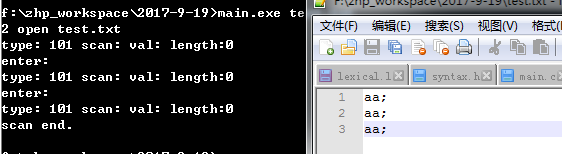 f:\zhp_workspace\2017-9-19>main.exe te
2 open test.txt
type: 101 scan: val: length:0
enter:
type: 101 scan: val: length:0
enter:
type: 101 scan: val: length:0
scan end.
F:\zhp_workspace\2017-9-19\test.txt -
文件(F) 编辑(E) 搜索(S) 视图(V) 格式(
lexical.l syntax.h main.c
1 aa;
2 aa;
3 aa;